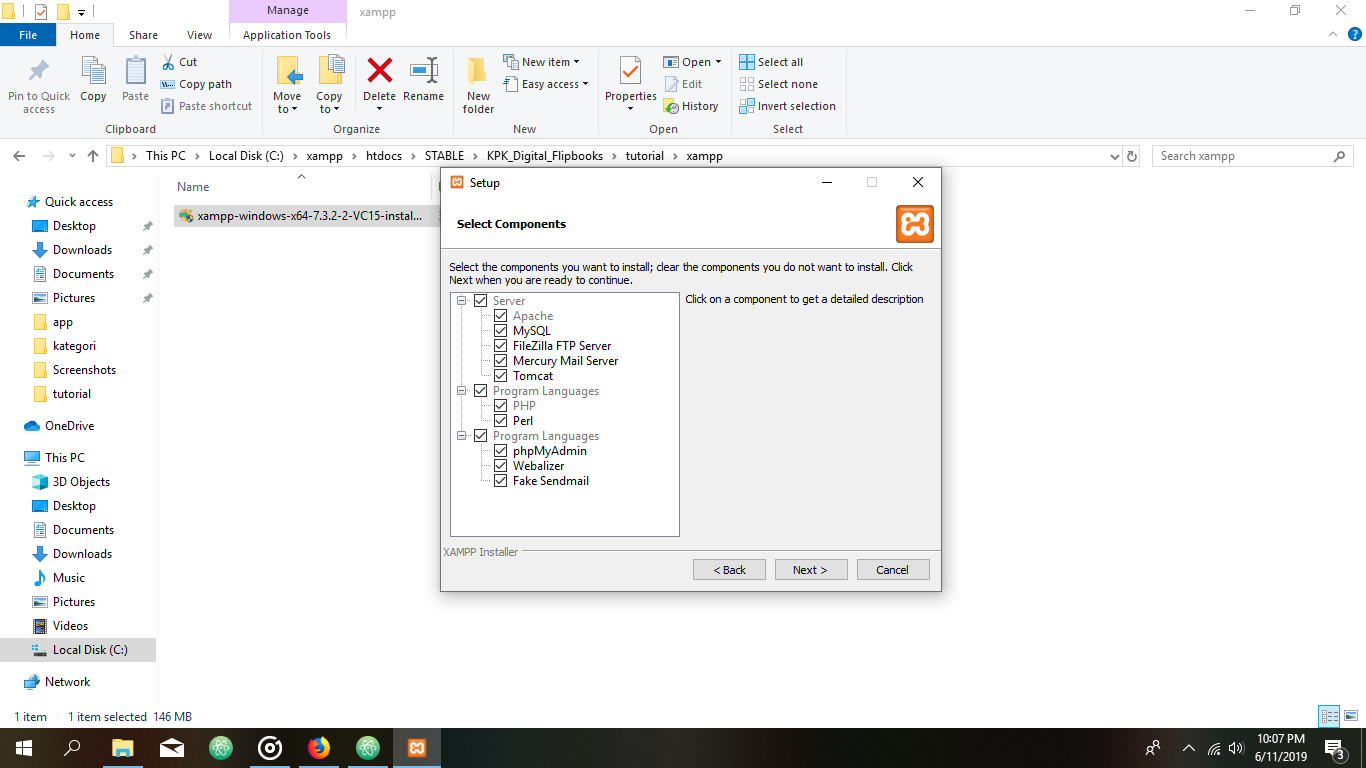 Manage
xampp
File
Home
Share
View
Application Tools
Pin to Quick access
Copy
Paste
Cut
Copy path
Paste shortcut
Clipboard
Move to
Copy to
Delete
Rename
Organize
New folder
New item
Easy access
New
Properties
Open
Edit
History
Open
Select all
Select none
Invert selection
Select
This PC > Local Disk (C:) > xampp > htdocs > STABLE > KPK_Digital_Flipbooks > tutorial > xampp
Search xampp
Name
xampp-windows-x64-7.3.2-2-VC15-instal...
Quick access
Desktop
Downloads
Documents
Pictures
app
kategori
Screenshots
tutorial
OneDrive
This PC
3D Objects
Desktop
Documents
Downloads
Music
Pictures
Videos
Local Disk (C:)
Network
1 item
1 item selected 146 MB
Setup
Select Components
Select the components you want to install; clear the components you do not want to install. Click
Next when you are ready to continue.
Server
Apache
MySQL
FileZilla FTP Server
Mercury Mail Server
Tomcat
Program Languages
PHP
Perl
Program Languages
phpMyAdmin
Webalizer
Fake Sendmail
Click on a component to get a detailed description
XAMPP Installer
< Back
Next >
Cancel
10:07 PM
6/11/2019
3